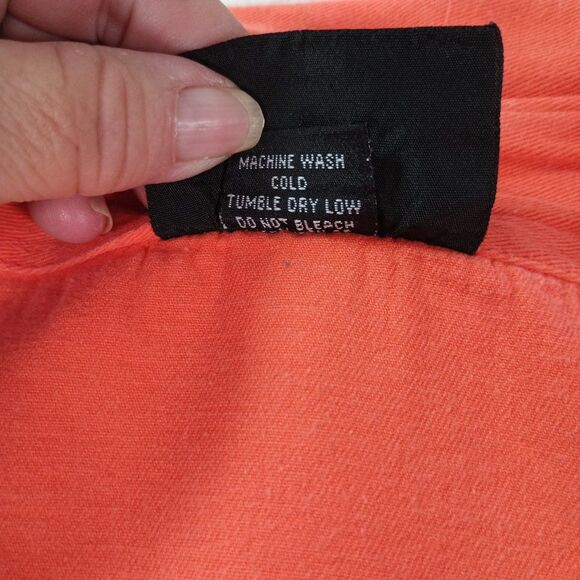 MACHINE WASH
COLD
TUMBLE DRY LOW
DO NOT BLEACH